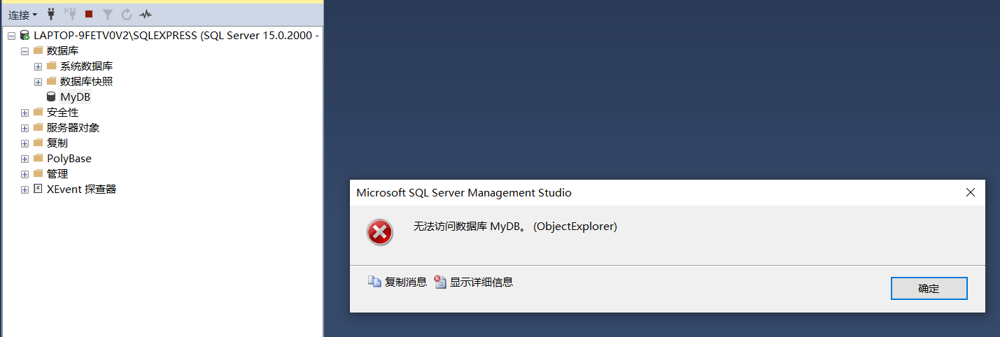 连接
LAPTOP-9FETV0V2\SQLEXPRESS (SQL Server 15.0.2000 -
数据库
系统数据库
数据库快照
MyDB
安全性
服务器对象
复制
PolyBase
管理
XEvent 探查器
Microsoft SQL Server Management Studio
无法访问数据库 MyDB。 (ObjectExplorer)
复制消息 显示详细信息
确定